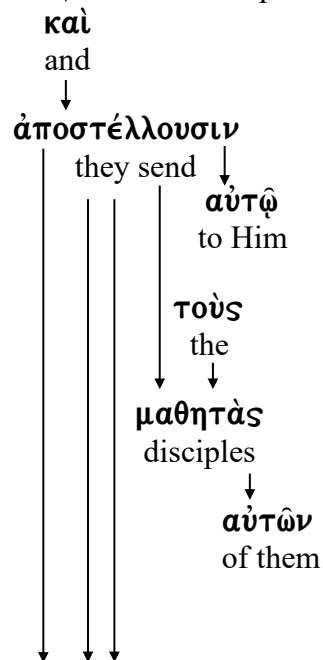 καὶ
and
ἀποστέλλουσιν
they send
αὐτῷ
to Him
τοὺς
the
μαθητὰς
disciples
αὐτῶν
of them